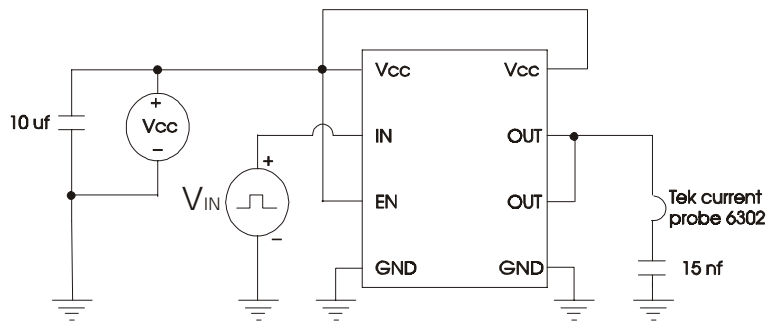 Vcc
Vcc
10 uf
+
Vcc
-
IN
OUT
+
VIN
-
EN
OUT
Tek current
probe 6302
GND
GND
15 nf